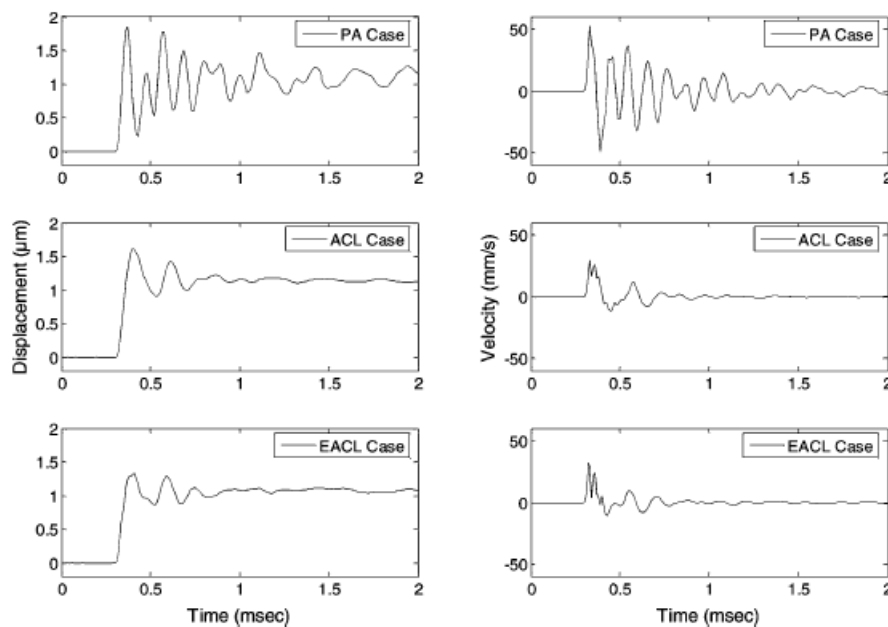 2
1.5
1
0.5
0
PA Case
0 0.5 1 1.5 2
50
0
-50
PA Case
0 0.5 1 1.5 2
Displacement (μm)
2
1.5
1
0.5
0
ACL Case
0 0.5 1 1.5 2
Velocity (mm/s)
50
0
-50
ACL Case
0 0.5 1 1.5 2
2
1.5
1
0.5
0
EACL Case
0 0.5 1 1.5 2
Time (msec)
50
0
-50
EACL Case
0 0.5 1 1.5 2
Time (msec)